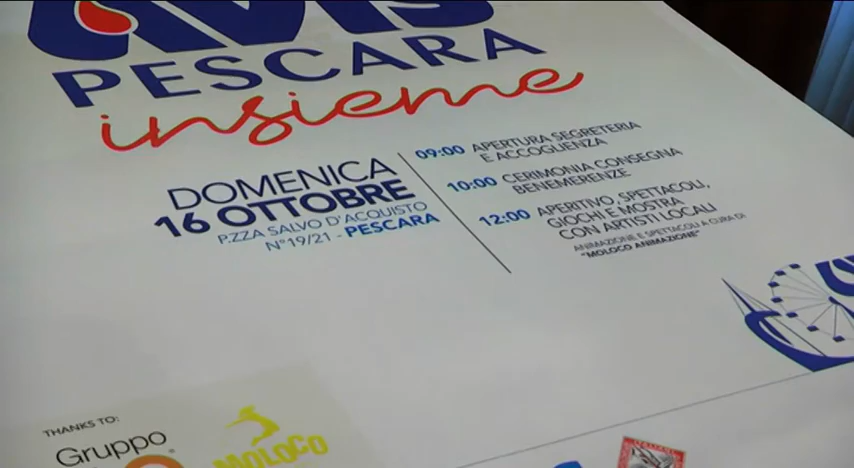 AVIS
PESCARA
insieme
DOMENICA
16 OTTOBRE
P.ZZA SALVO D'ACQUISTO
N°19/21 - PESCARA
09:00 APERTURA SEGRETERIA
E ACCOGLIENZA
10:00 CERIMONIA CONSEGNA
BENEMERENZE
12:00 APERITIVO, SPETTACOLI,
GIOCHI E MOSTRA
CON ARTISTI LOCALI
ANIMAZIONE E SPETTACOLI A CURA DI
"MOLOCO ANIMAZIONE"
THANKS TO:
Gruppo
MOLOCO